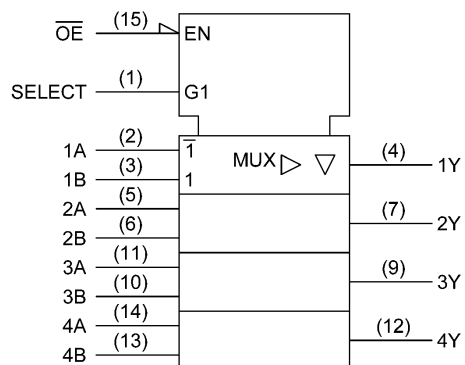 OE (15) EN
SELECT (1) G1
1A (2) 1
1B (3) 1
MUX
(4) 1Y
2A (5)
2B (6)
(7) 2Y
3A (11)
3B (10)
(9) 3Y
4A (14)
4B (13)
(12) 4Y